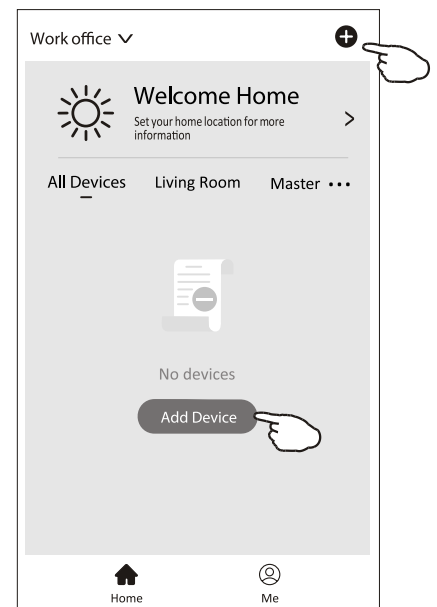 Work office
Welcome Home
Set your home location for more
information
All Devices Living Room Master ...
No devices
Add Device
Home Me